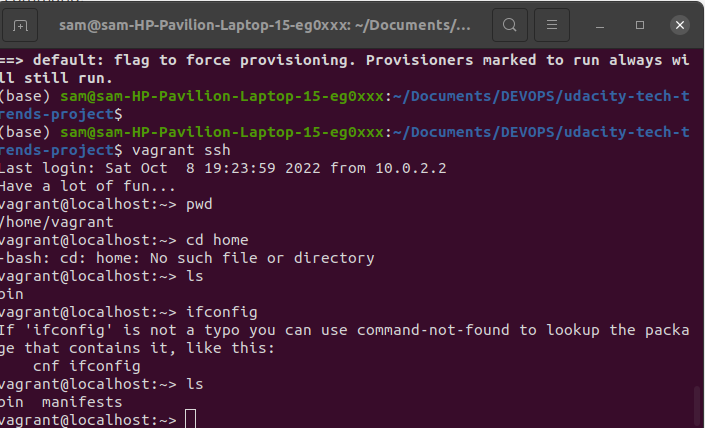 sam@sam-HP-Pavilion-Laptop-15-eg0xxx: ~/Documents/...
==> default: flag to force provisioning. Provisioners marked to run always wi
ll still run.
(base) sam@sam-HP-Pavilion-Laptop-15-eg0xxx:~/Documents/DEVOPS/udacity-tech-t
rends-project$
(base) sam@sam-HP-Pavilion-Laptop-15-eg0xxx:~/Documents/DEVOPS/udacity-tech-t
rends-project$ vagrant ssh
Last login: Sat Oct  8 19:23:59 2022 from 10.0.2.2
Have a lot of fun...
vagrant@localhost:~> pwd
/home/vagrant
vagrant@localhost:~> cd home
-bash: cd: home: No such file or directory
vagrant@localhost:~> ls
bin
vagrant@localhost:~> ifconfig
If 'ifconfig' is not a typo you can use command-not-found to lookup the packa
ge that contains it, like this:
    cnf ifconfig
vagrant@localhost:~> ls
bin  manifests
vagrant@localhost:~>